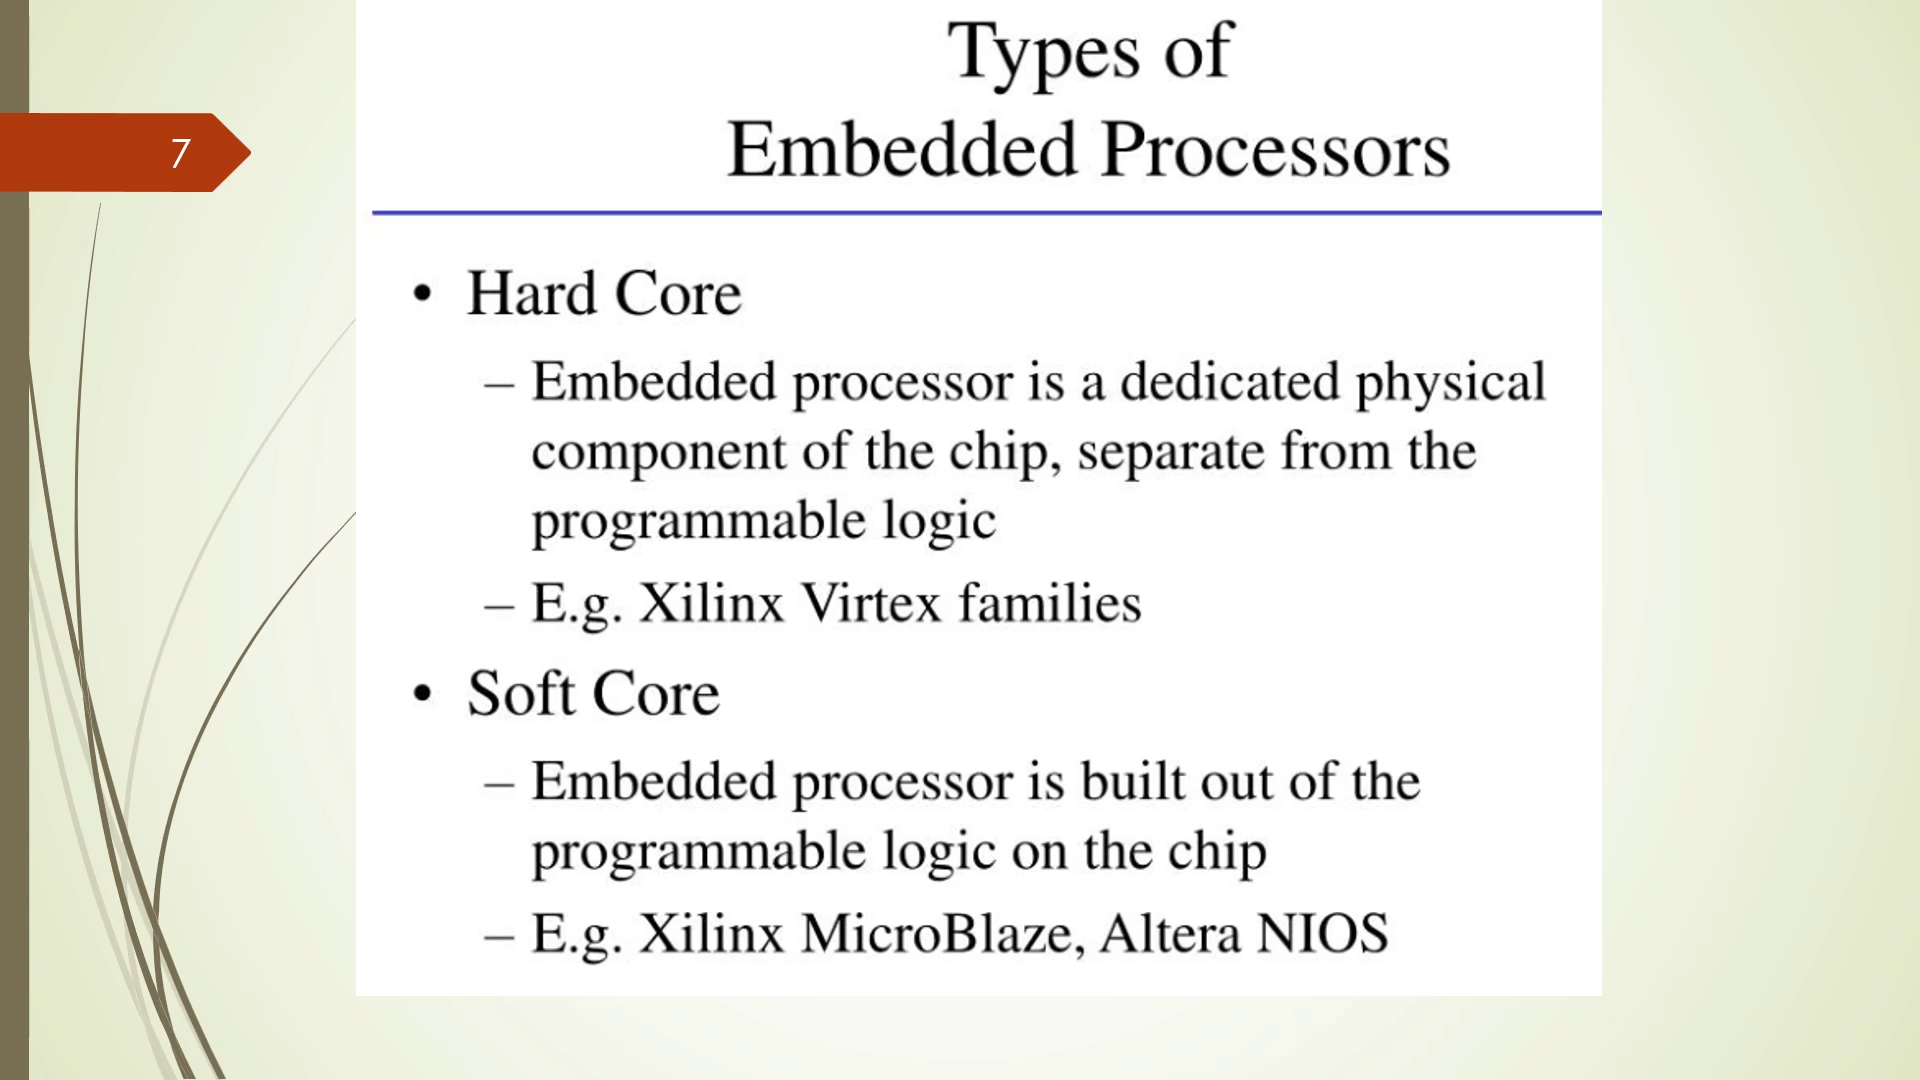 7
Types of
Embedded Processors
• Hard Core
– Embedded processor is a dedicated physical
component of the chip, separate from the
programmable logic
– E.g. Xilinx Virtex families
• Soft Core
– Embedded processor is built out of the
programmable logic on the chip
– E.g. Xilinx MicroBlaze, Altera NIOS